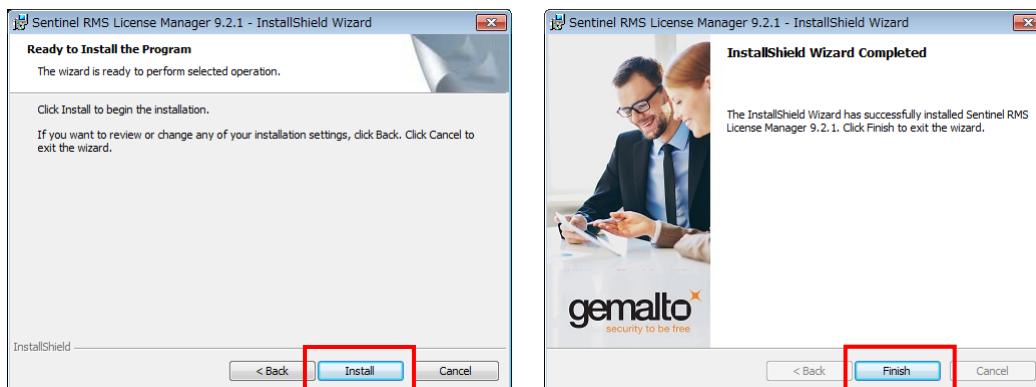 Sentinel RMS License Manager 9.2.1 - InstallShield Wizard
Ready to Install the Program
The wizard is ready to perform selected operation.
Click Install to begin the installation.
If you want to review or change any of your installation settings, click Back. Click Cancel to
exit the wizard.
InstallShield
< Back
Install
Cancel
Sentinel RMS License Manager 9.2.1 - InstallShield Wizard
InstallShield Wizard Completed
The InstallShield Wizard has successfully installed Sentinel RMS
License Manager 9.2.1. Click Finish to exit the wizard.
gemalto
security to be free
< Back
Finish
Cancel